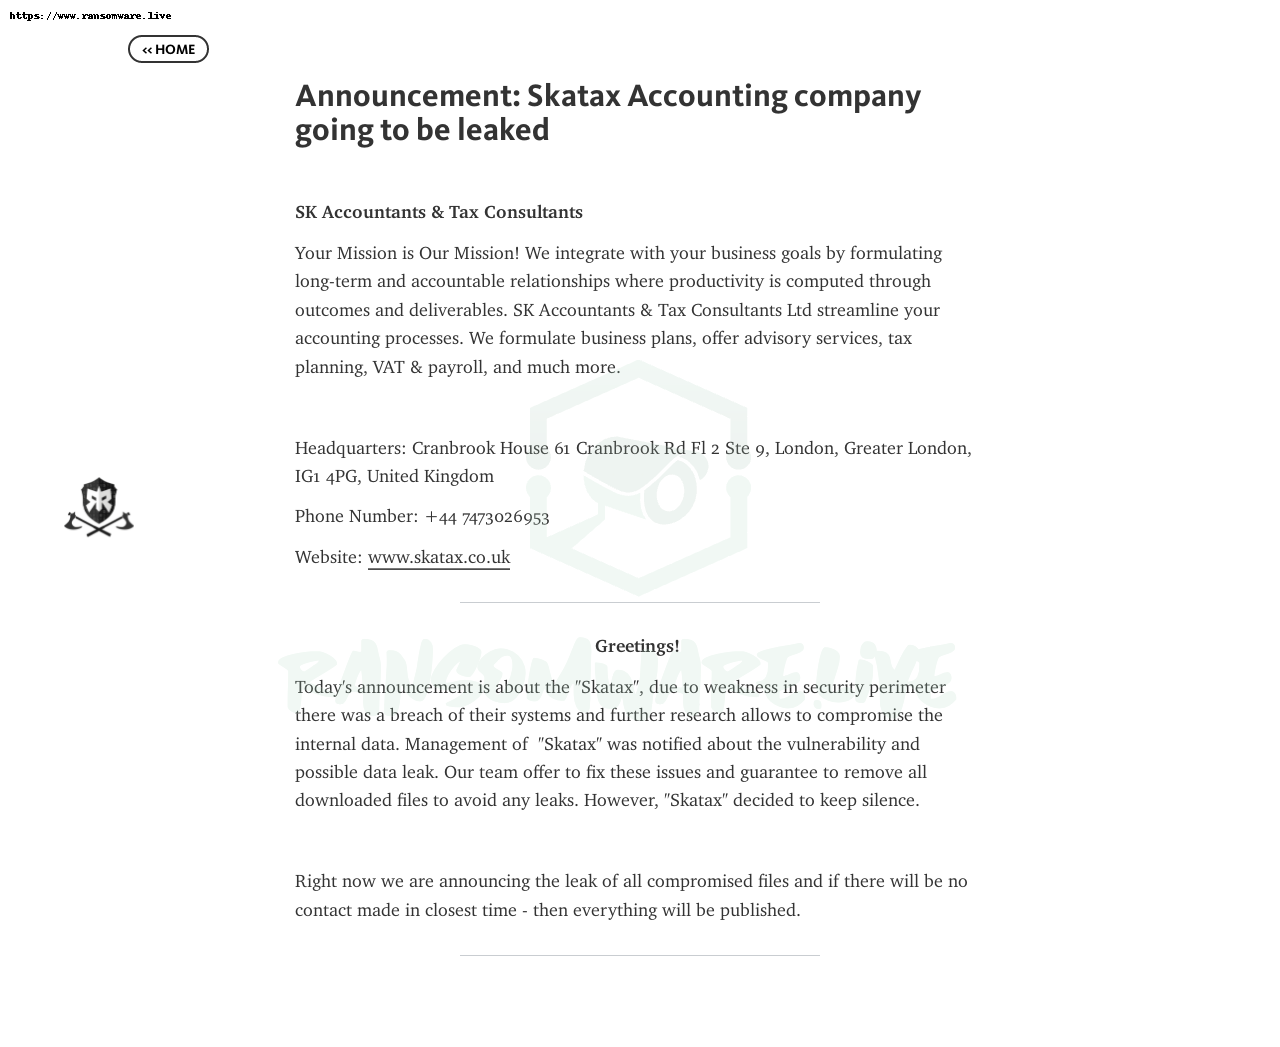 https://www.ransomware.live
<< HOME
Announcement: Skatax Accounting company
going to be leaked
SK Accountants & Tax Consultants
Your Mission is Our Mission! We integrate with your business goals by formulating
long-term and accountable relationships where productivity is computed through
outcomes and deliverables. SK Accountants & Tax Consultants Ltd streamline your
accounting processes. We formulate business plans, offer advisory services, tax
planning, VAT & payroll, and much more.
Headquarters: Cranbrook House 61 Cranbrook Rd Fl 2 Ste 9, London, Greater London,
IG1 4PG, United Kingdom
Phone Number: +44 7473026953
Website: www.skatax.co.uk
Greetings!
RANSOMWARE.LIVE
Today's announcement is about the "Skatax", due to weakness in security perimeter
there was a breach of their systems and further research allows to compromise the
internal data. Management of  "Skatax" was notified about the vulnerability and
possible data leak. Our team offer to fix these issues and guarantee to remove all
downloaded files to avoid any leaks. However, "Skatax" decided to keep silence.
Right now we are announcing the leak of all compromised files and if there will be no
contact made in closest time - then everything will be published.